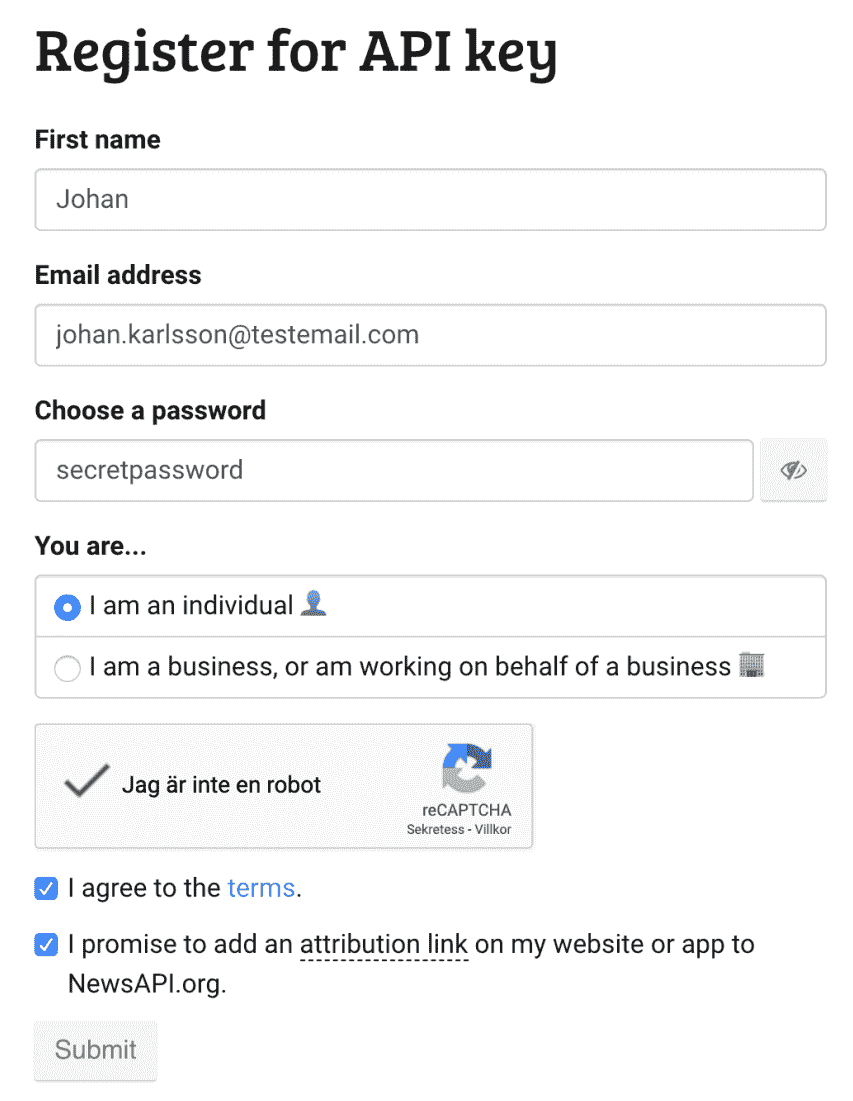 Register for API key
First name
Johan
Email address
johan.karlsson@testemail.com
Choose a password
secretpassword
You are...
I am an individual
I am a business, or am working on behalf of a business
Jag är inte en robot
reCAPTCHA
Sekretess - Villkor
I agree to the terms.
I promise to add an attribution link on my website or app to
NewsAPI.org.
Submit